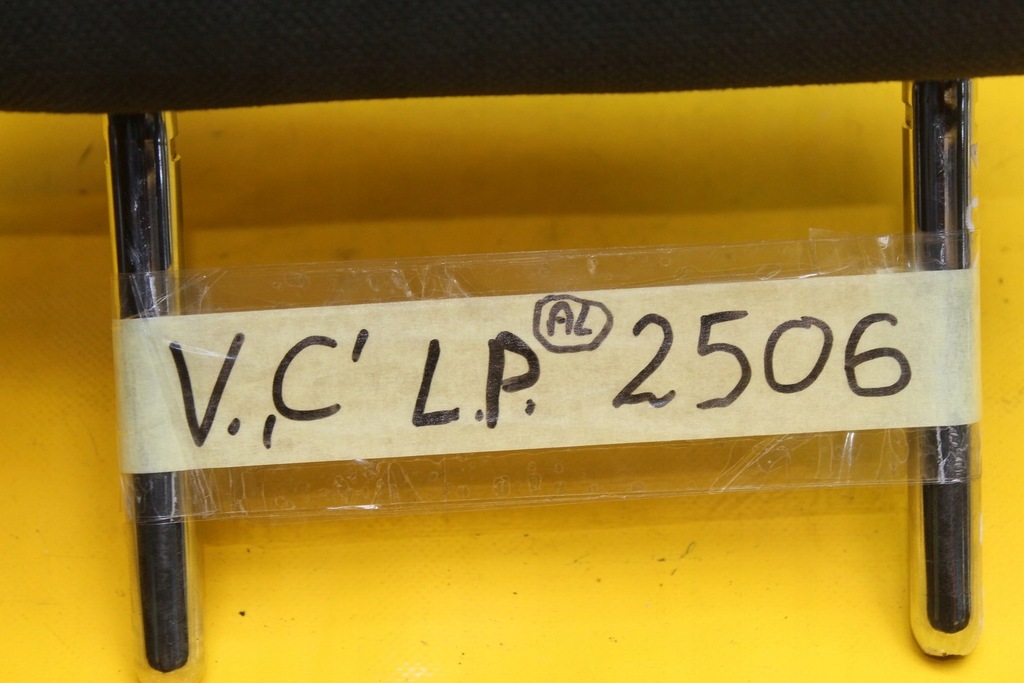 V. ,C' L.P. AL 2506